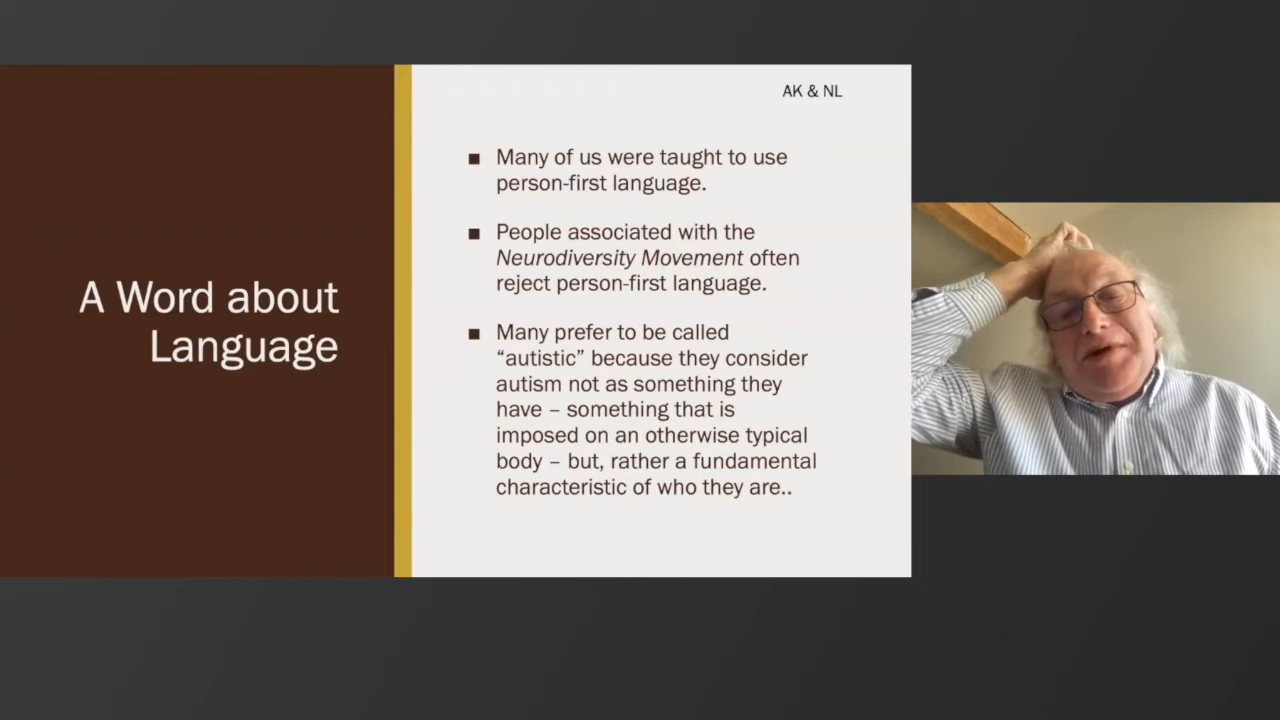 A Word about
Language
AK & NL
■ Many of us were taught to use
person-first language.
■ People associated with the
Neurodiversity Movement often
reject person-first language.
■ Many prefer to be called
“autistic” because they consider
autism not as something they
have – something that is
imposed on an otherwise typical
body – but, rather a fundamental
characteristic of who they are..